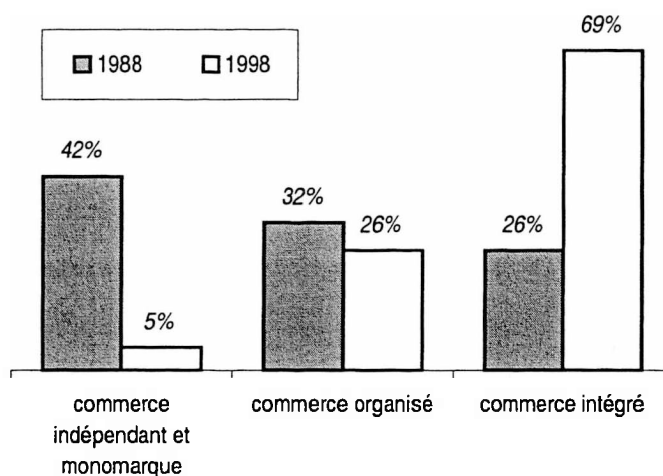 69%
1988 1998
42%
32%
26% 26%
5%
commerce indépendant et monomarque
commerce organisé
commerce intégré